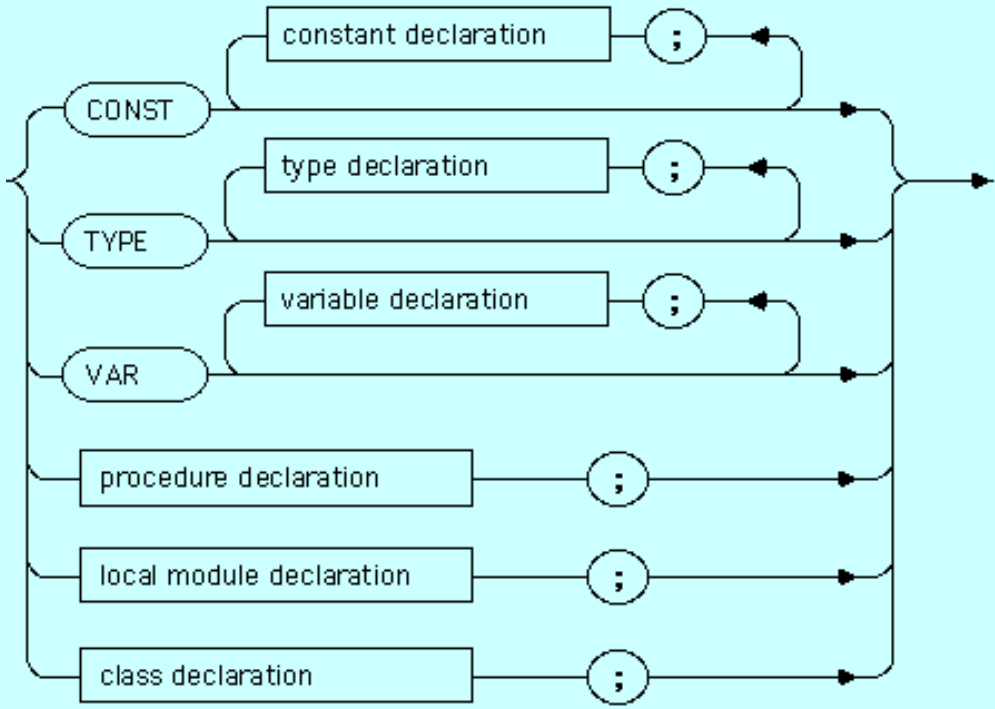 constant declaration ;
CONST
type declaration ;
TYPE
variable declaration ;
VAR
procedure declaration ;
local module declaration ;
class declaration ;